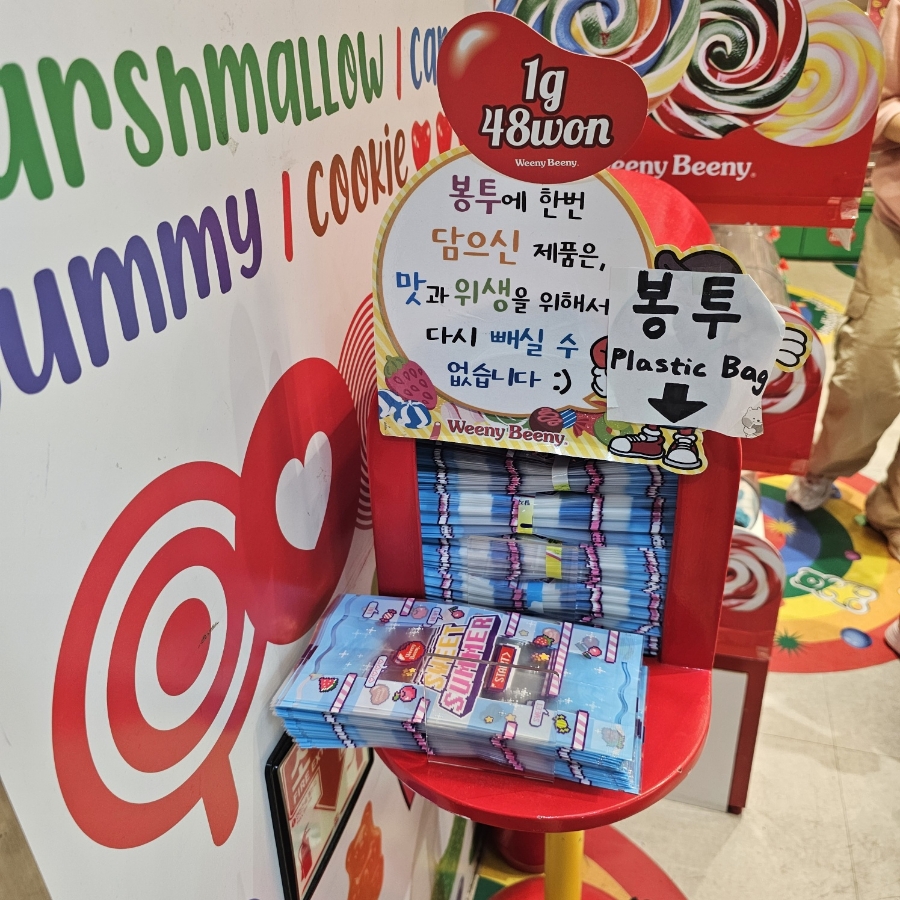 arshmallow | ca
ummy | cookie
1g
48won
Weeny Beeny.
eeny Beeny.
봉투에 한번
담으신 제품은,
맛과 위생을 위해서
다시 빼실 수
없습니다 :)
Weeny Beeny.
봉투
Plastic Bag
SWEET
SUMMER
START>